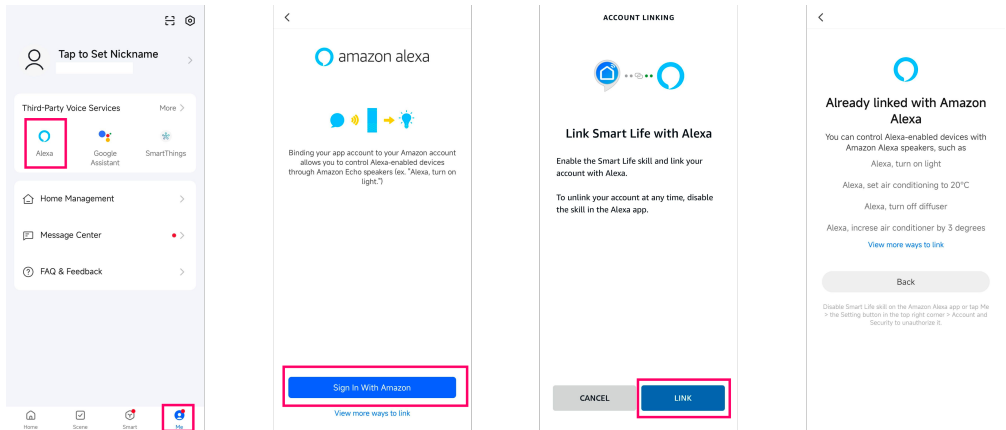 Tap to Set Nickname
Third-Party Voice Services
More
Alexa
Google
Assistant
SmartThings
Home Management
Message Center
FAQ & Feedback
Home
Scene
Smart
Me
amazon alexa
Binding your app account to your Amazon account
allows you to control Alexa-enabled devices
through Amazon Echo speakers (ex. "Alexa, turn on
light.")
Sign In With Amazon
View more ways to link
ACCOUNT LINKING
Link Smart Life with Alexa
Enable the Smart Life skill and link your
account with Alexa.
To unlink your account at any time, disable
the skill in the Alexa app.
CANCEL
LINK
Already linked with Amazon
Alexa
You can control Alexa-enabled devices with
Amazon Alexa speakers, such as
Alexa, turn on light
Alexa, set air conditioning to 20°C
Alexa, turn off diffuser
Alexa, increse air conditioner by 3 degrees
View more ways to link
Back
Disable Smart Life skill on the Amazon Alexa app or tap Me
> the Setting button in the top right corner > Account and
Security to unauthorize it.